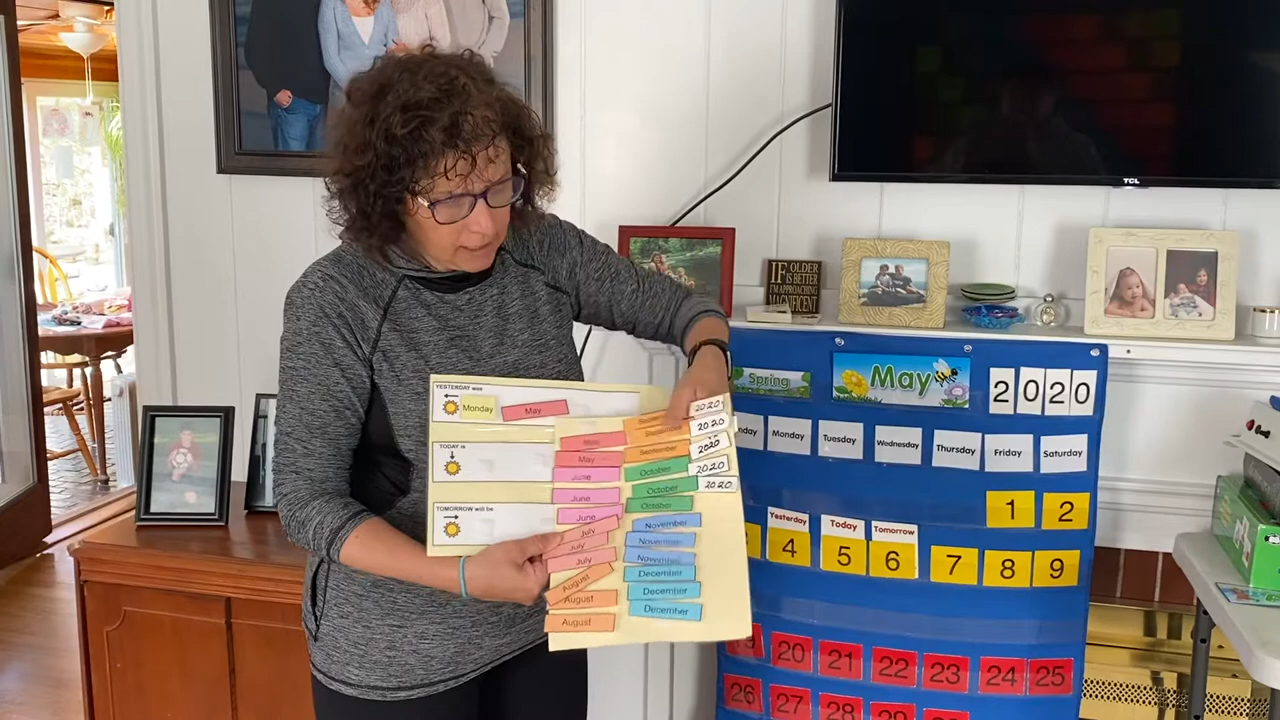 TCL
IF OLDER
IS BETTER
I'M APPROACHING
MAGNIFICENT
Spring
May
2020
Monday Tuesday Wednesday Thursday Friday Saturday
1 2
Yesterday Today Tomorrow
4 5 6 7 8 9
20 21 22 23 24 25
26 27 28 29
YESTERDAY was
Monday May
TODAY is
TOMORROW will be
May
June
June
June
July
July
July
August
August
August
September
September
October
October
October
November
November
November
December
December
December
2020
2020
2020
2020
2020